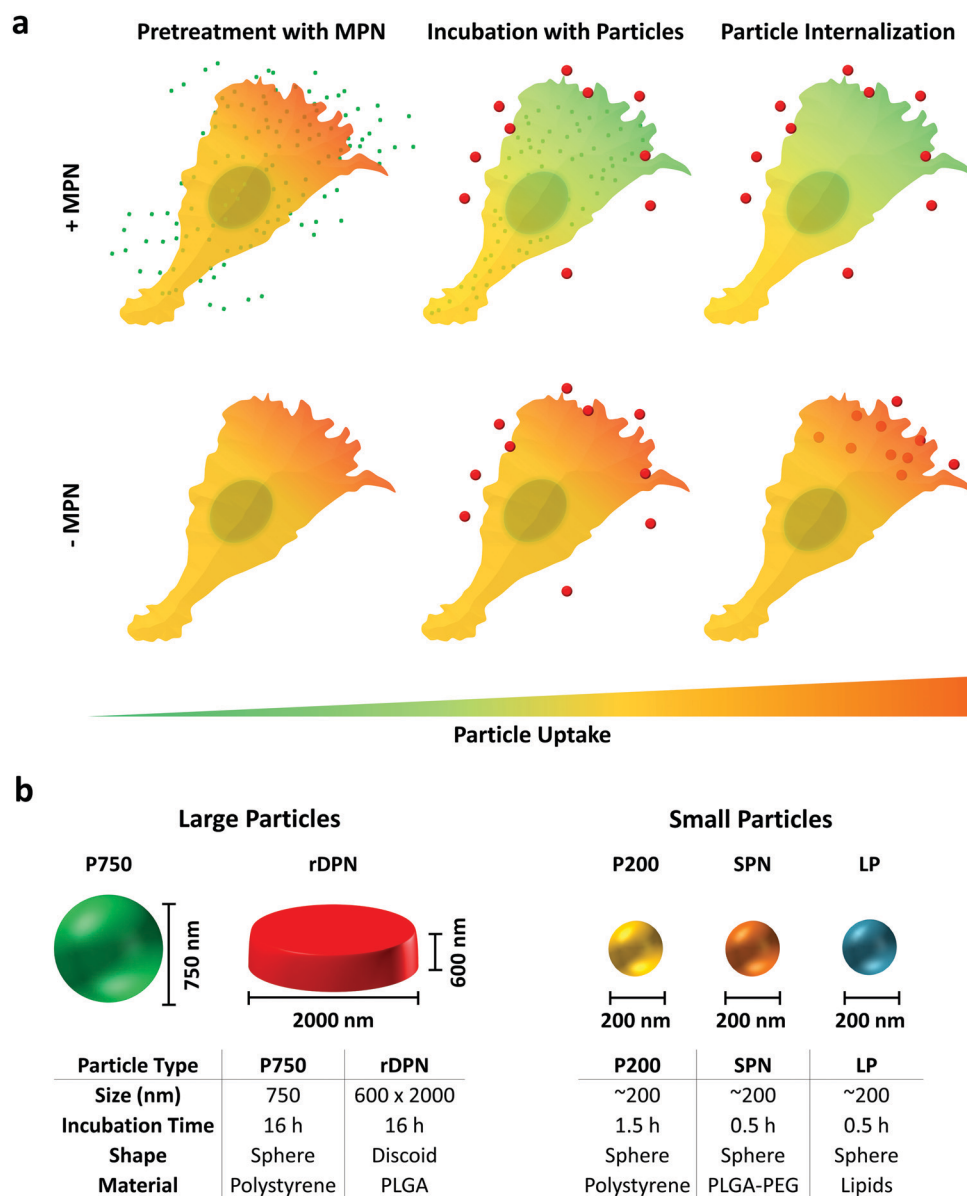 a
Pretreatment with MPN Incubation with Particles Particle Internalization
+ MPN
- MPN
Particle Uptake
b
Large Particles Small Particles
P750 rDPN P200 SPN LP
750 nm
600 nm
2000 nm
200 nm 200 nm 200 nm
Particle Type P750 rDPN P200 SPN LP
Size (nm) 750 600 x 2000 ~200 ~200 ~200
Incubation Time 16 h 16 h 1.5 h 0.5 h 0.5 h
Shape Sphere Discoid Sphere Sphere Sphere
Material Polystyrene PLGA Polystyrene PLGA-PEG Lipids